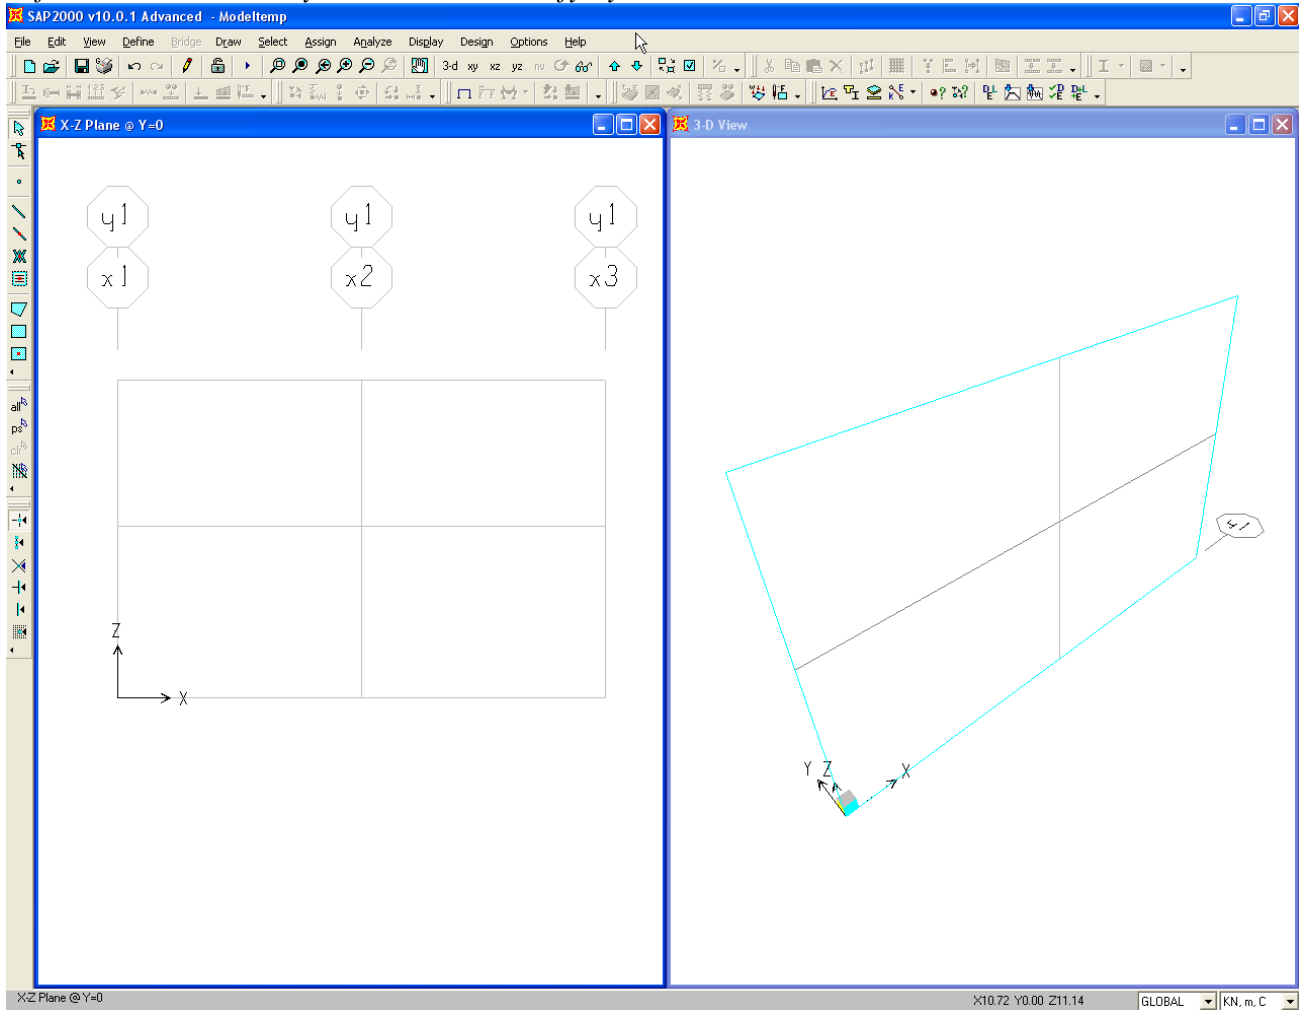 SAP2000 v10.0.1 Advanced - Modeltemp
File Edit View Define Bridge Draw Select Assign Analyze Display Design Options Help
3-d xy xz yz nv
X-Z Plane @ Y=0
3-D View
y1 y1 y1
x1 x2 x3
y1
Z
X
Y Z X
all
ps
clr
X-Z Plane @ Y=0
X10.72 Y0.00 Z11.14
GLOBAL
KN, m, C